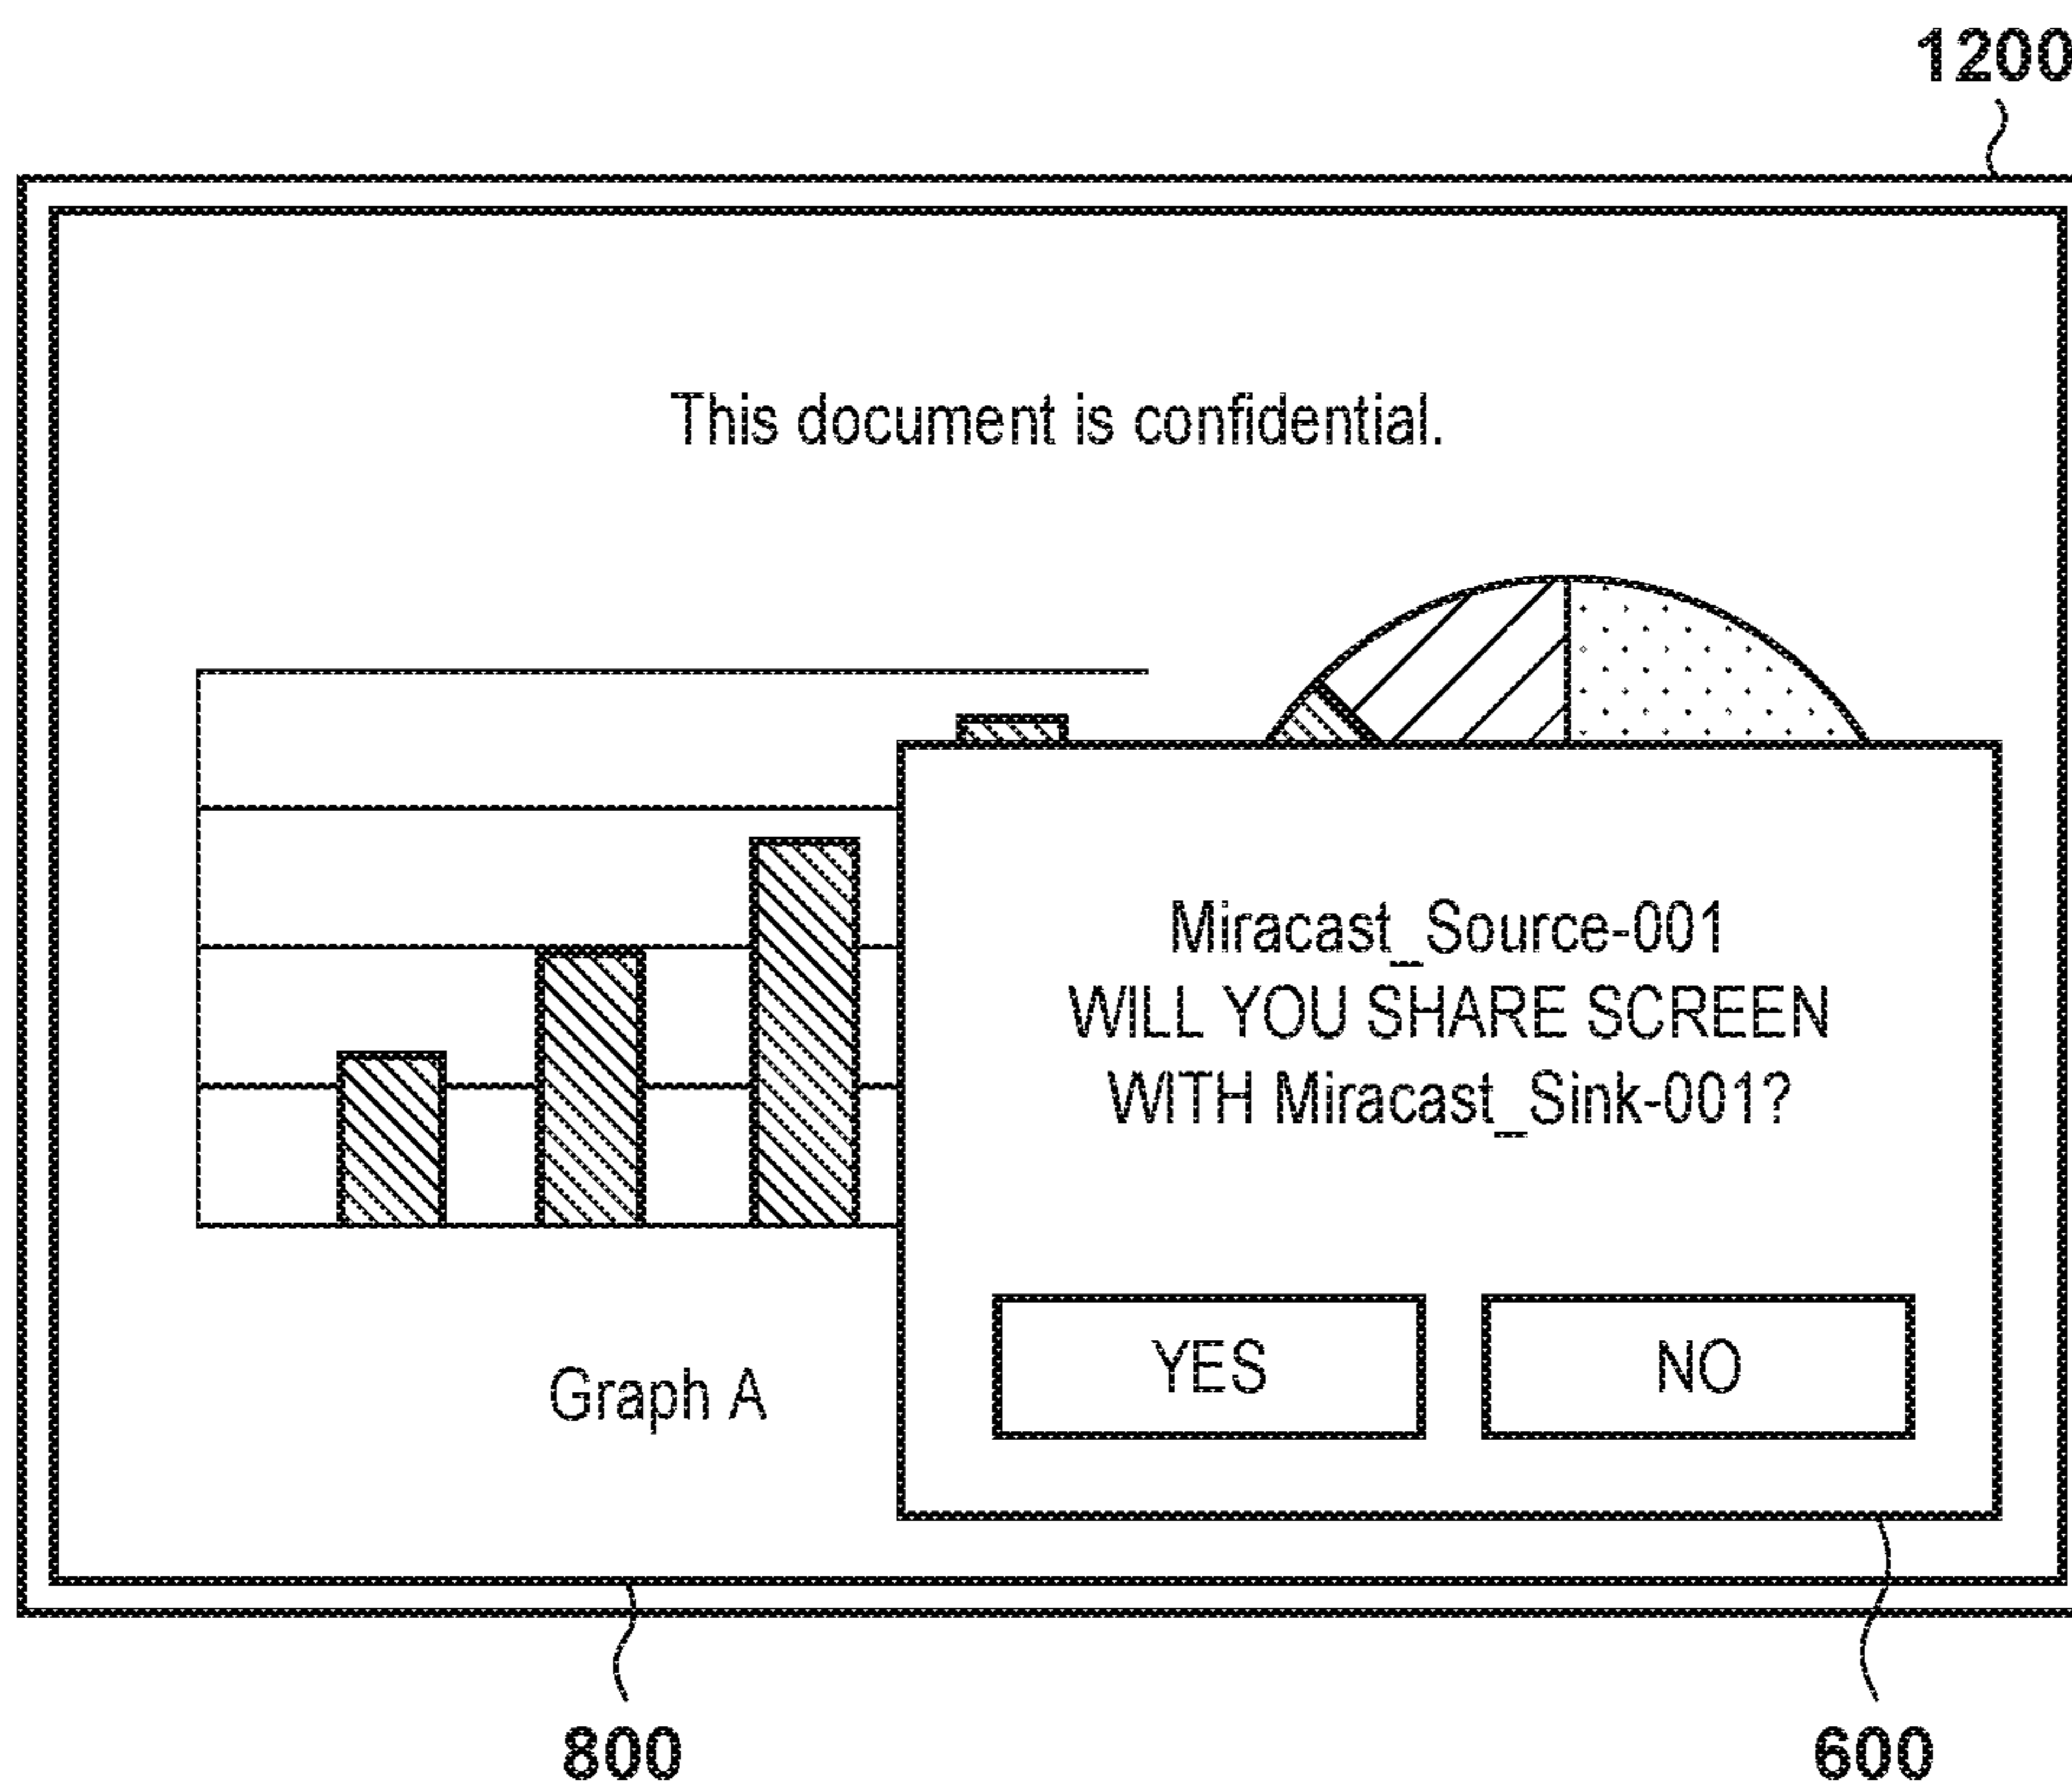 1200
This document is confidential.
Miracast_Source-001
WILL YOU SHARE SCREEN
WITH Miracast_Sink-001?
YES
NO
Graph A
800
600